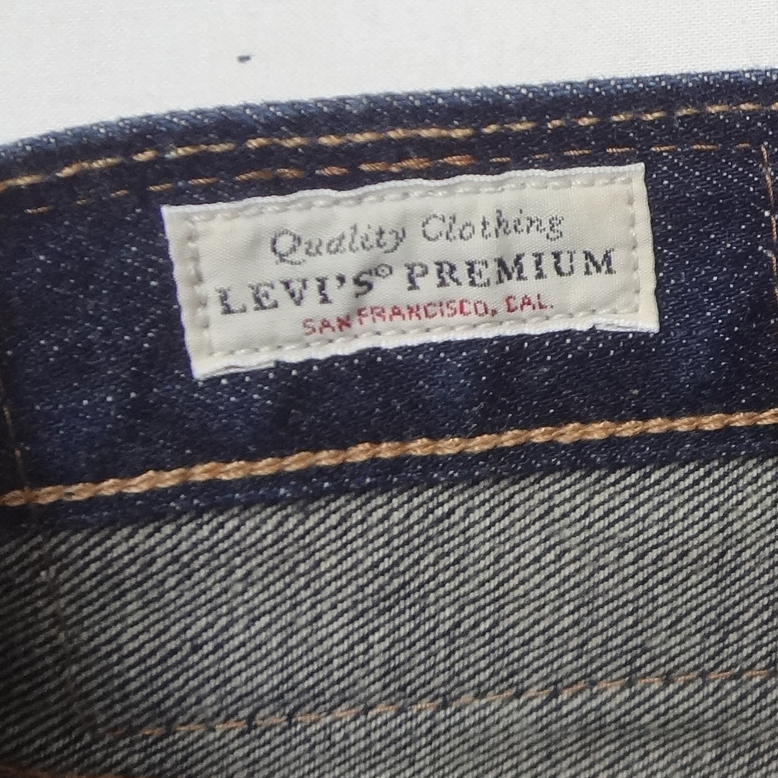 Quality Clothing
LEVI'S® PREMIUM
SAN FRANCISCO, CAL.